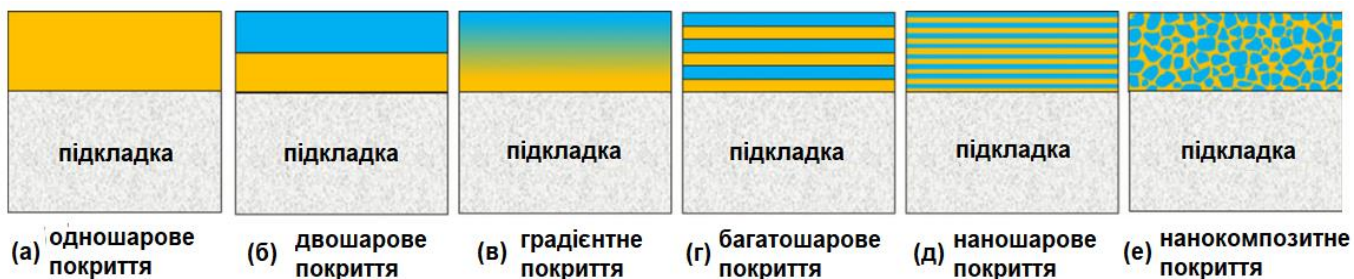 підкладка
підкладка
підкладка
підкладка
підкладка
підкладка
(а) одношарове
покриття
(б) двошарове
покриття
(в) градієнтне
покриття
(г) багатошарове
покриття
(д) наношарове
покриття
(е) нанокомпозитне
покриття